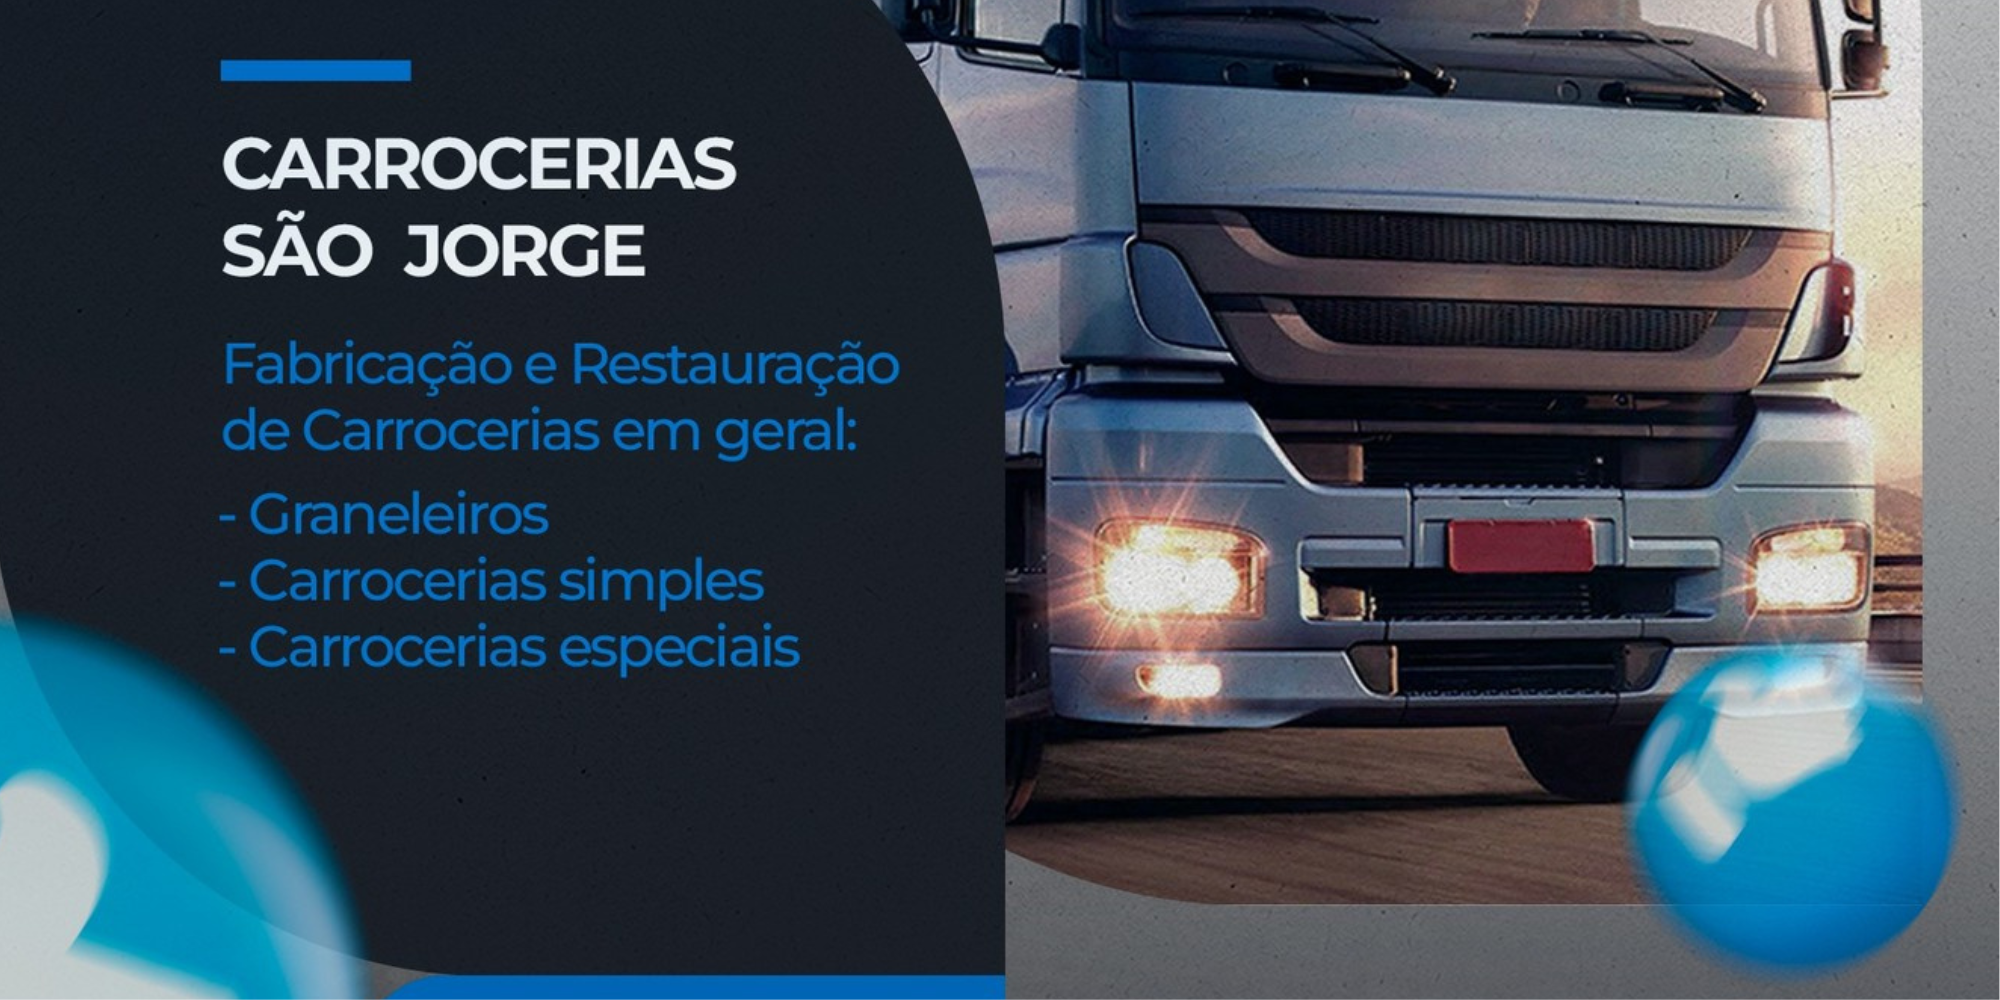 CARROCERIAS
SÃO JORGE
Fabricação e Restauração
de Carrocerias em geral:
- Graneleiros
- Carrocerias simples
- Carrocerias especiais